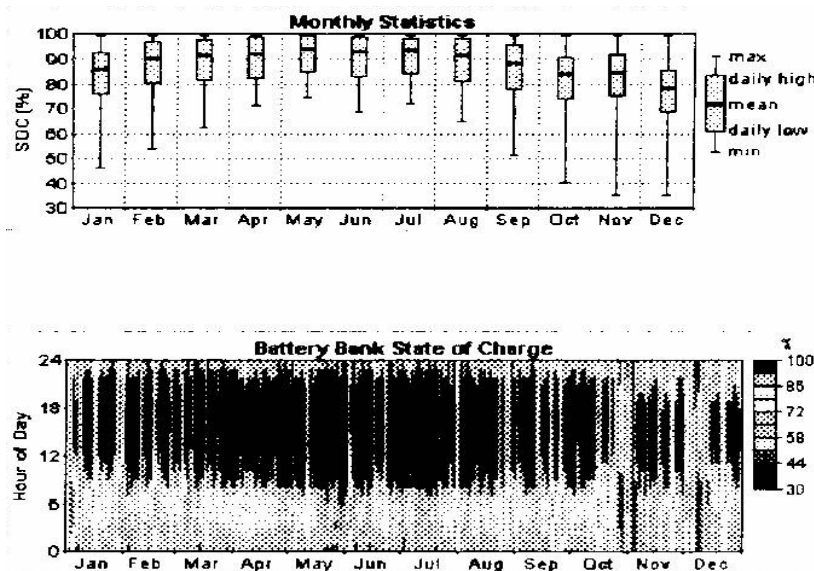 Monthly Statistics
100
90
80
70
60
50
40
30
SOC (%)
Jan Feb Mar Apr May Jun Jul Aug Sep Oct Nov Dec
max
daily high
mean
daily low
min
Battery Bank State of Charge
24
18
12
6
0
Hour of Day
Jan Feb Mar Apr May Jun Jul Aug Sep Oct Nov Dec
%
100
86
72
58
44
30